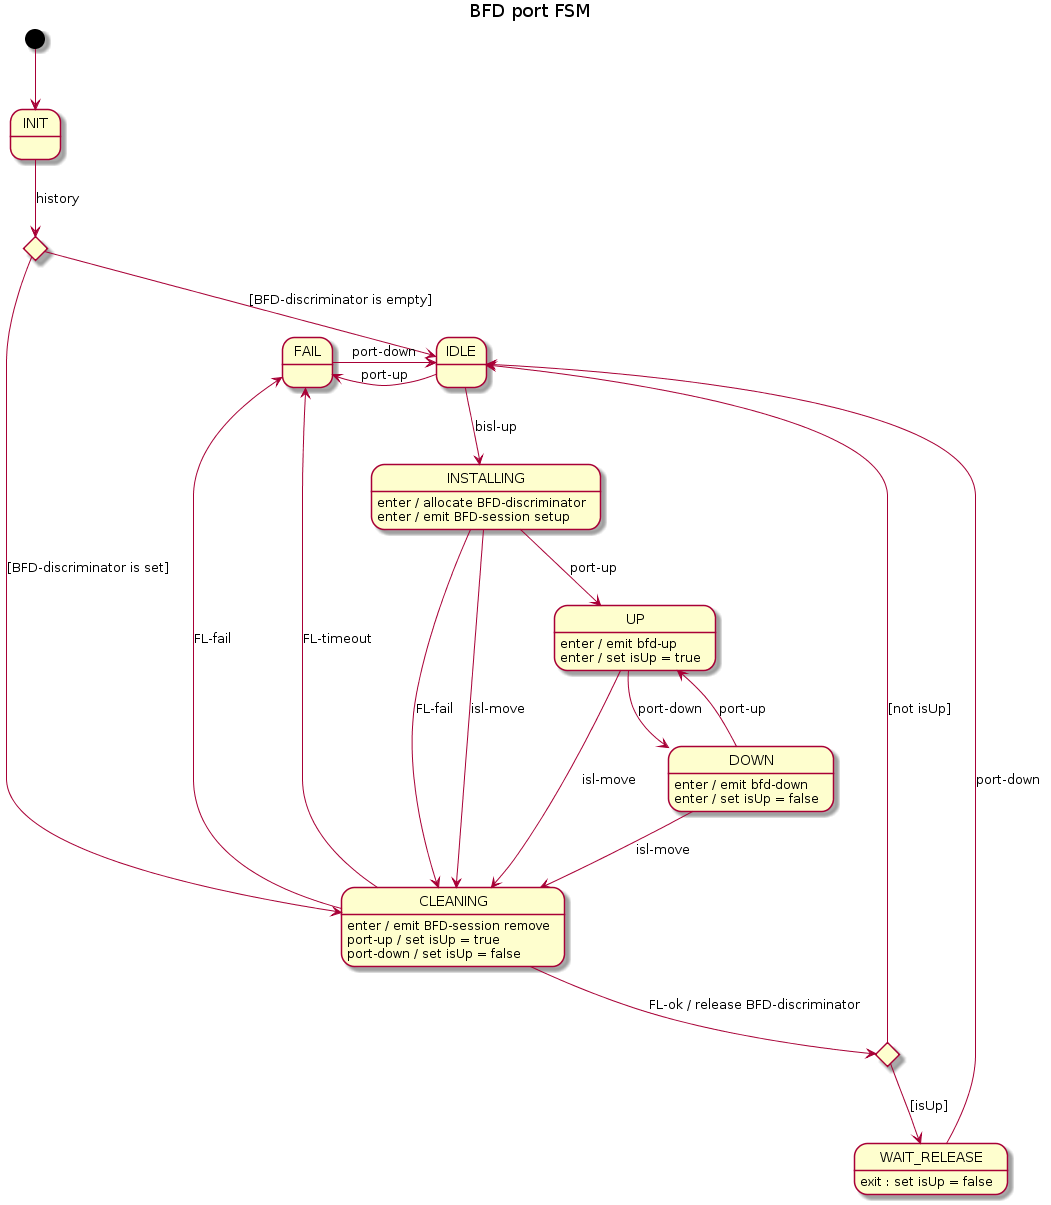 BFD port FSM
INIT
history
[BFD-discriminator is empty]
FAIL
port-down
IDLE
port-up
bisl-up
INSTALLING
enter / allocate BFD-discriminator
enter / emit BFD-session setup
[BFD-discriminator is set]
port-up
UP
enter / emit bfd-up
enter / set isUp = true
FL-fail
FL-timeout
FL-fail
isl-move
port-down
port-up
[not isUp]
DOWN
enter / emit bfd-down
enter / set isUp = false
isl-move
port-down
isl-move
CLEANING
enter / emit BFD-session remove
port-up / set isUp = true
port-down / set isUp = false
FL-ok / release BFD-discriminator
[isUp]
WAIT_RELEASE
exit : set isUp = false